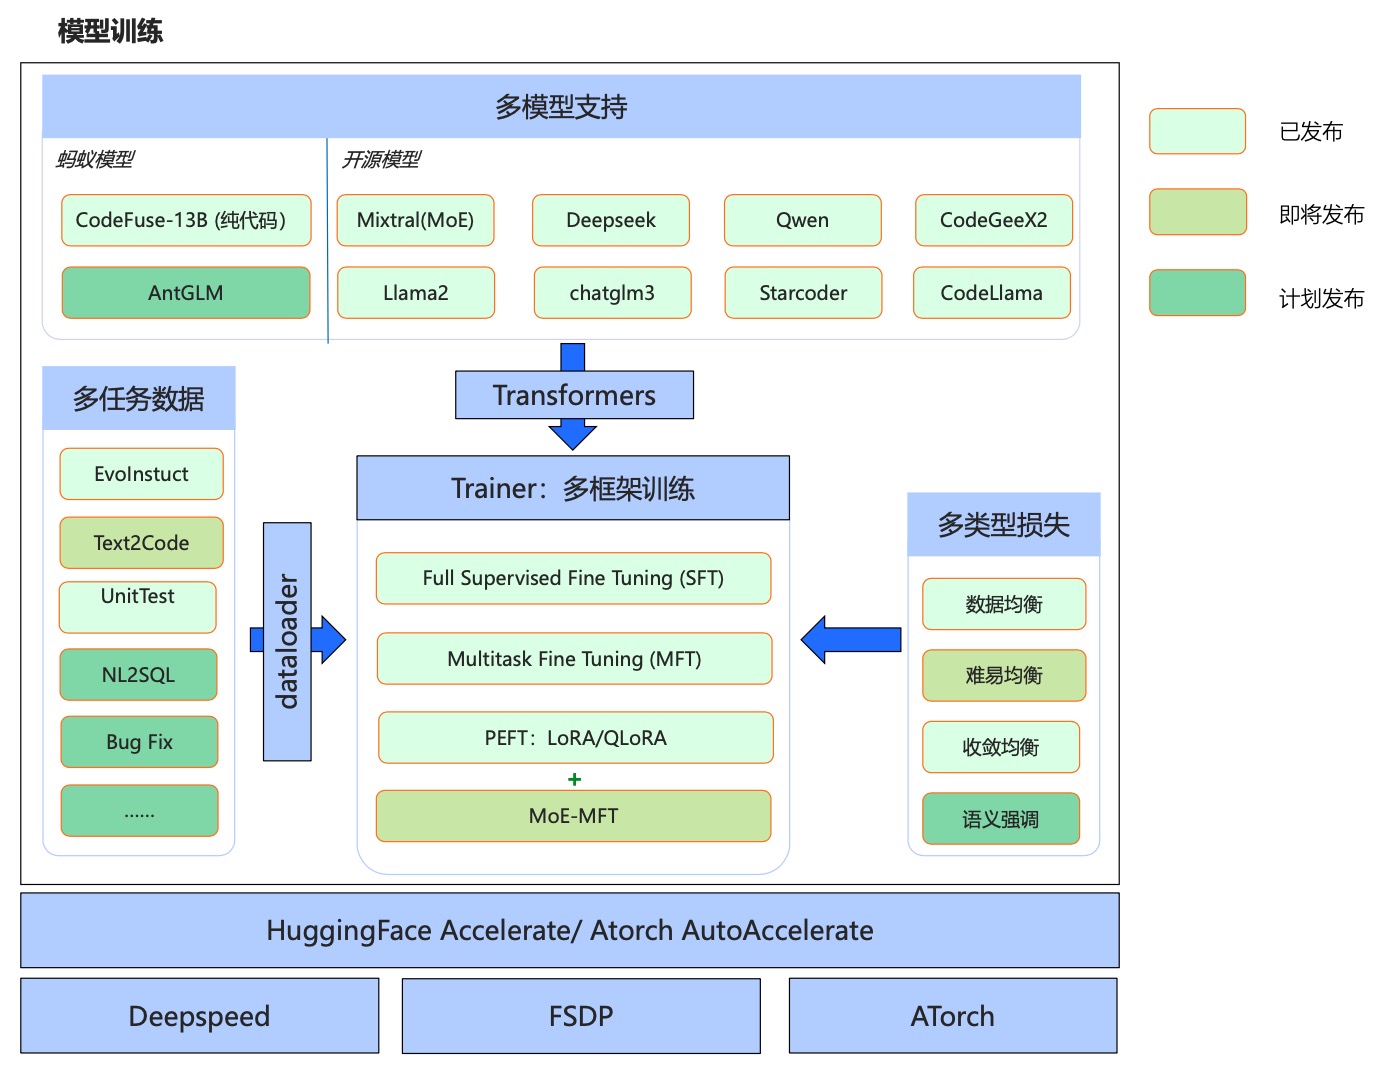 模型训练
多模型支持
蚂蚁模型
开源模型
CodeFuse-13B (纯代码）
Mixtral(MoE)
Deepseek
Qwen
CodeGeeX2
AntGLM
Llama2
chatglm3
Starcoder
CodeLlama
已发布
即将发布
计划发布
Transformers
多任务数据
EvoInstuct
Text2Code
UnitTest
NL2SQL
Bug Fix
……
dataloader
Trainer：多框架训练
Full Supervised Fine Tuning (SFT)
Multitask Fine Tuning (MFT)
PEFT：LoRA/QLoRA
+
MoE-MFT
多类型损失
数据均衡
难易均衡
收敛均衡
语义强调
HuggingFace Accelerate/ Atorch AutoAccelerate
Deepspeed
FSDP
ATorch